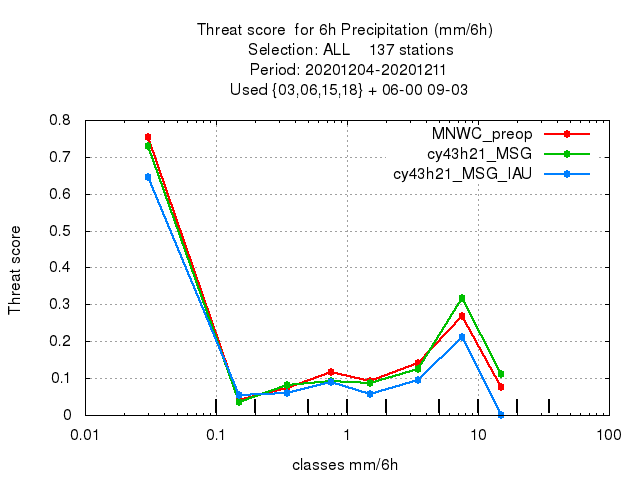 Threat score  for 6h Precipitation (mm/6h)
Selection: ALL    137 stations
Period: 20201204-20201211
Used {03,06,15,18} + 06-00 09-03
MNWC_preop
cy43h21_MSG
cy43h21_MSG_IAU
Threat score
0.8
0.7
0.6
0.5
0.4
0.3
0.2
0.1
0
0.01 0.1 1 10 100
classes mm/6h